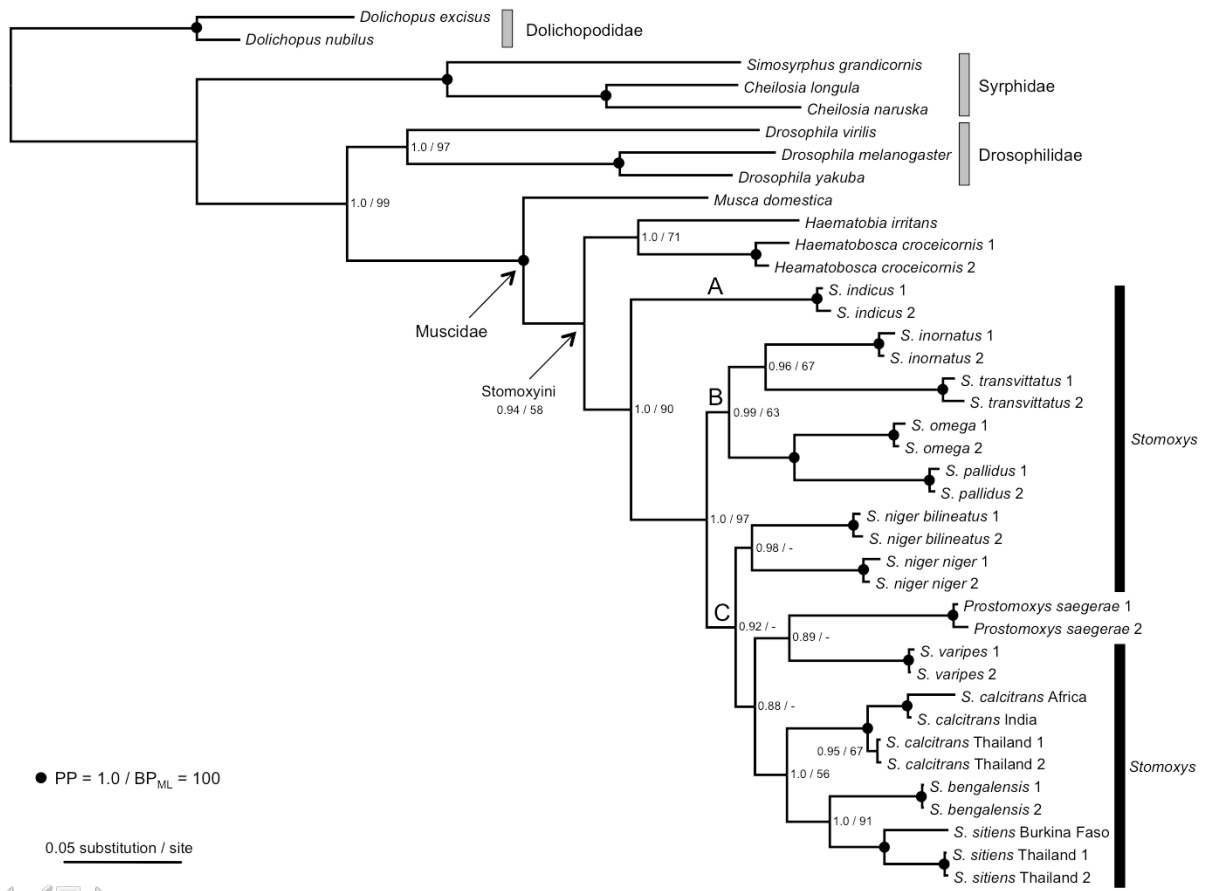 Dolichopus excisus
Dolichopus nubilus
Dolichopodidae
Simosyrphus grandicornis
Cheilosia longula
Cheilosia naruska
Syrphidae
Drosophila virilis
1.0 / 97
Drosophila melanogaster
Drosophilidae
Drosophila yakuba
Musca domestica
1.0 / 99
Haematobia irritans
1.0 / 71
Haematobosca croceicornis 1
Heamatobosca croceicornis 2
A
S. indicus 1
S. indicus 2
Muscidae
S. inornatus 1
S. inornatus 2
0.96 / 67
S. transvittatus 1
S. transvittatus 2
Stomoxyini
0.94 / 58
1.0 / 90
B
0.99 / 63
S. omega 1
S. omega 2
Stomoxys
S. pallidus 1
S. pallidus 2
1.0 / 97
S. niger bilineatus 1
S. niger bilineatus 2
0.98 / -
S. niger niger 1
S. niger niger 2
C
0.92 / -
Prostomoxys saegerae 1
Prostomoxys saegerae 2
0.89 / -
S. varipes 1
S. varipes 2
0.88 / -
S. calcitrans Africa
S. calcitrans India
S. calcitrans Thailand 1
0.95 / 67
S. calcitrans Thailand 2
Stomoxys
1.0 / 56
S. bengalensis 1
S. bengalensis 2
1.0 / 91
S. sitiens Burkina Faso
S. sitiens Thailand 1
S. sitiens Thailand 2
PP = 1.0 / BPML = 100
0.05 substitution / site